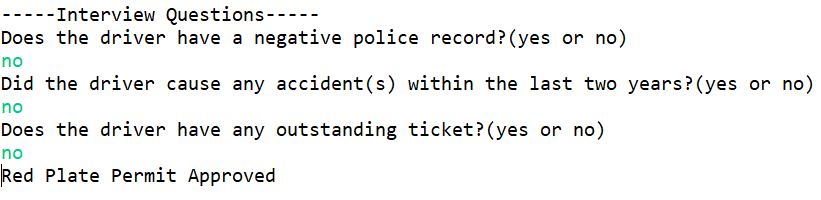 -----Interview Questions-----
Does the driver have a negative police record?(yes or no)
no
Did the driver cause any accident(s) within the last two years?(yes or no)
no
Does the driver have any outstanding ticket?(yes or no)
no
Red Plate Permit Approved